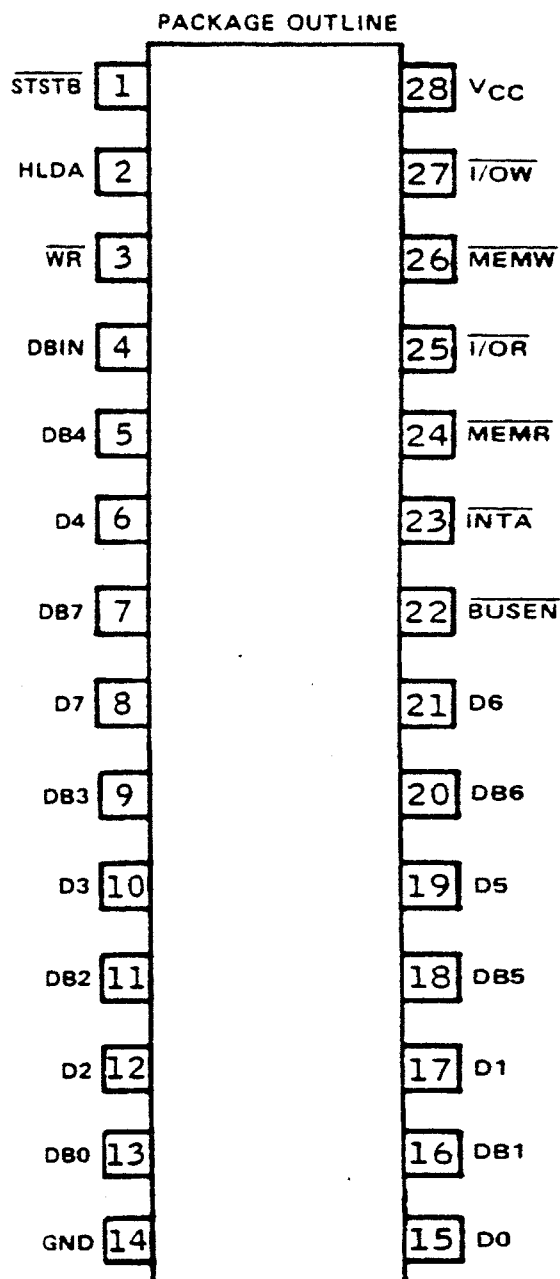 PACKAGE OUTLINE
STSTB 1 28 VCC
HLDA 2 27 I/OW
WR 3 26 MEMW
DBIN 4 25 I/OR
DB4 5 24 MEMR
D4 6 23 INTA
DB7 7 22 BUSEN
D7 8 21 D6
DB3 9 20 DB6
D3 10 19 D5
DB2 11 18 DB5
D2 12 17 D1
DB0 13 16 DB1
GND 14 15 D0